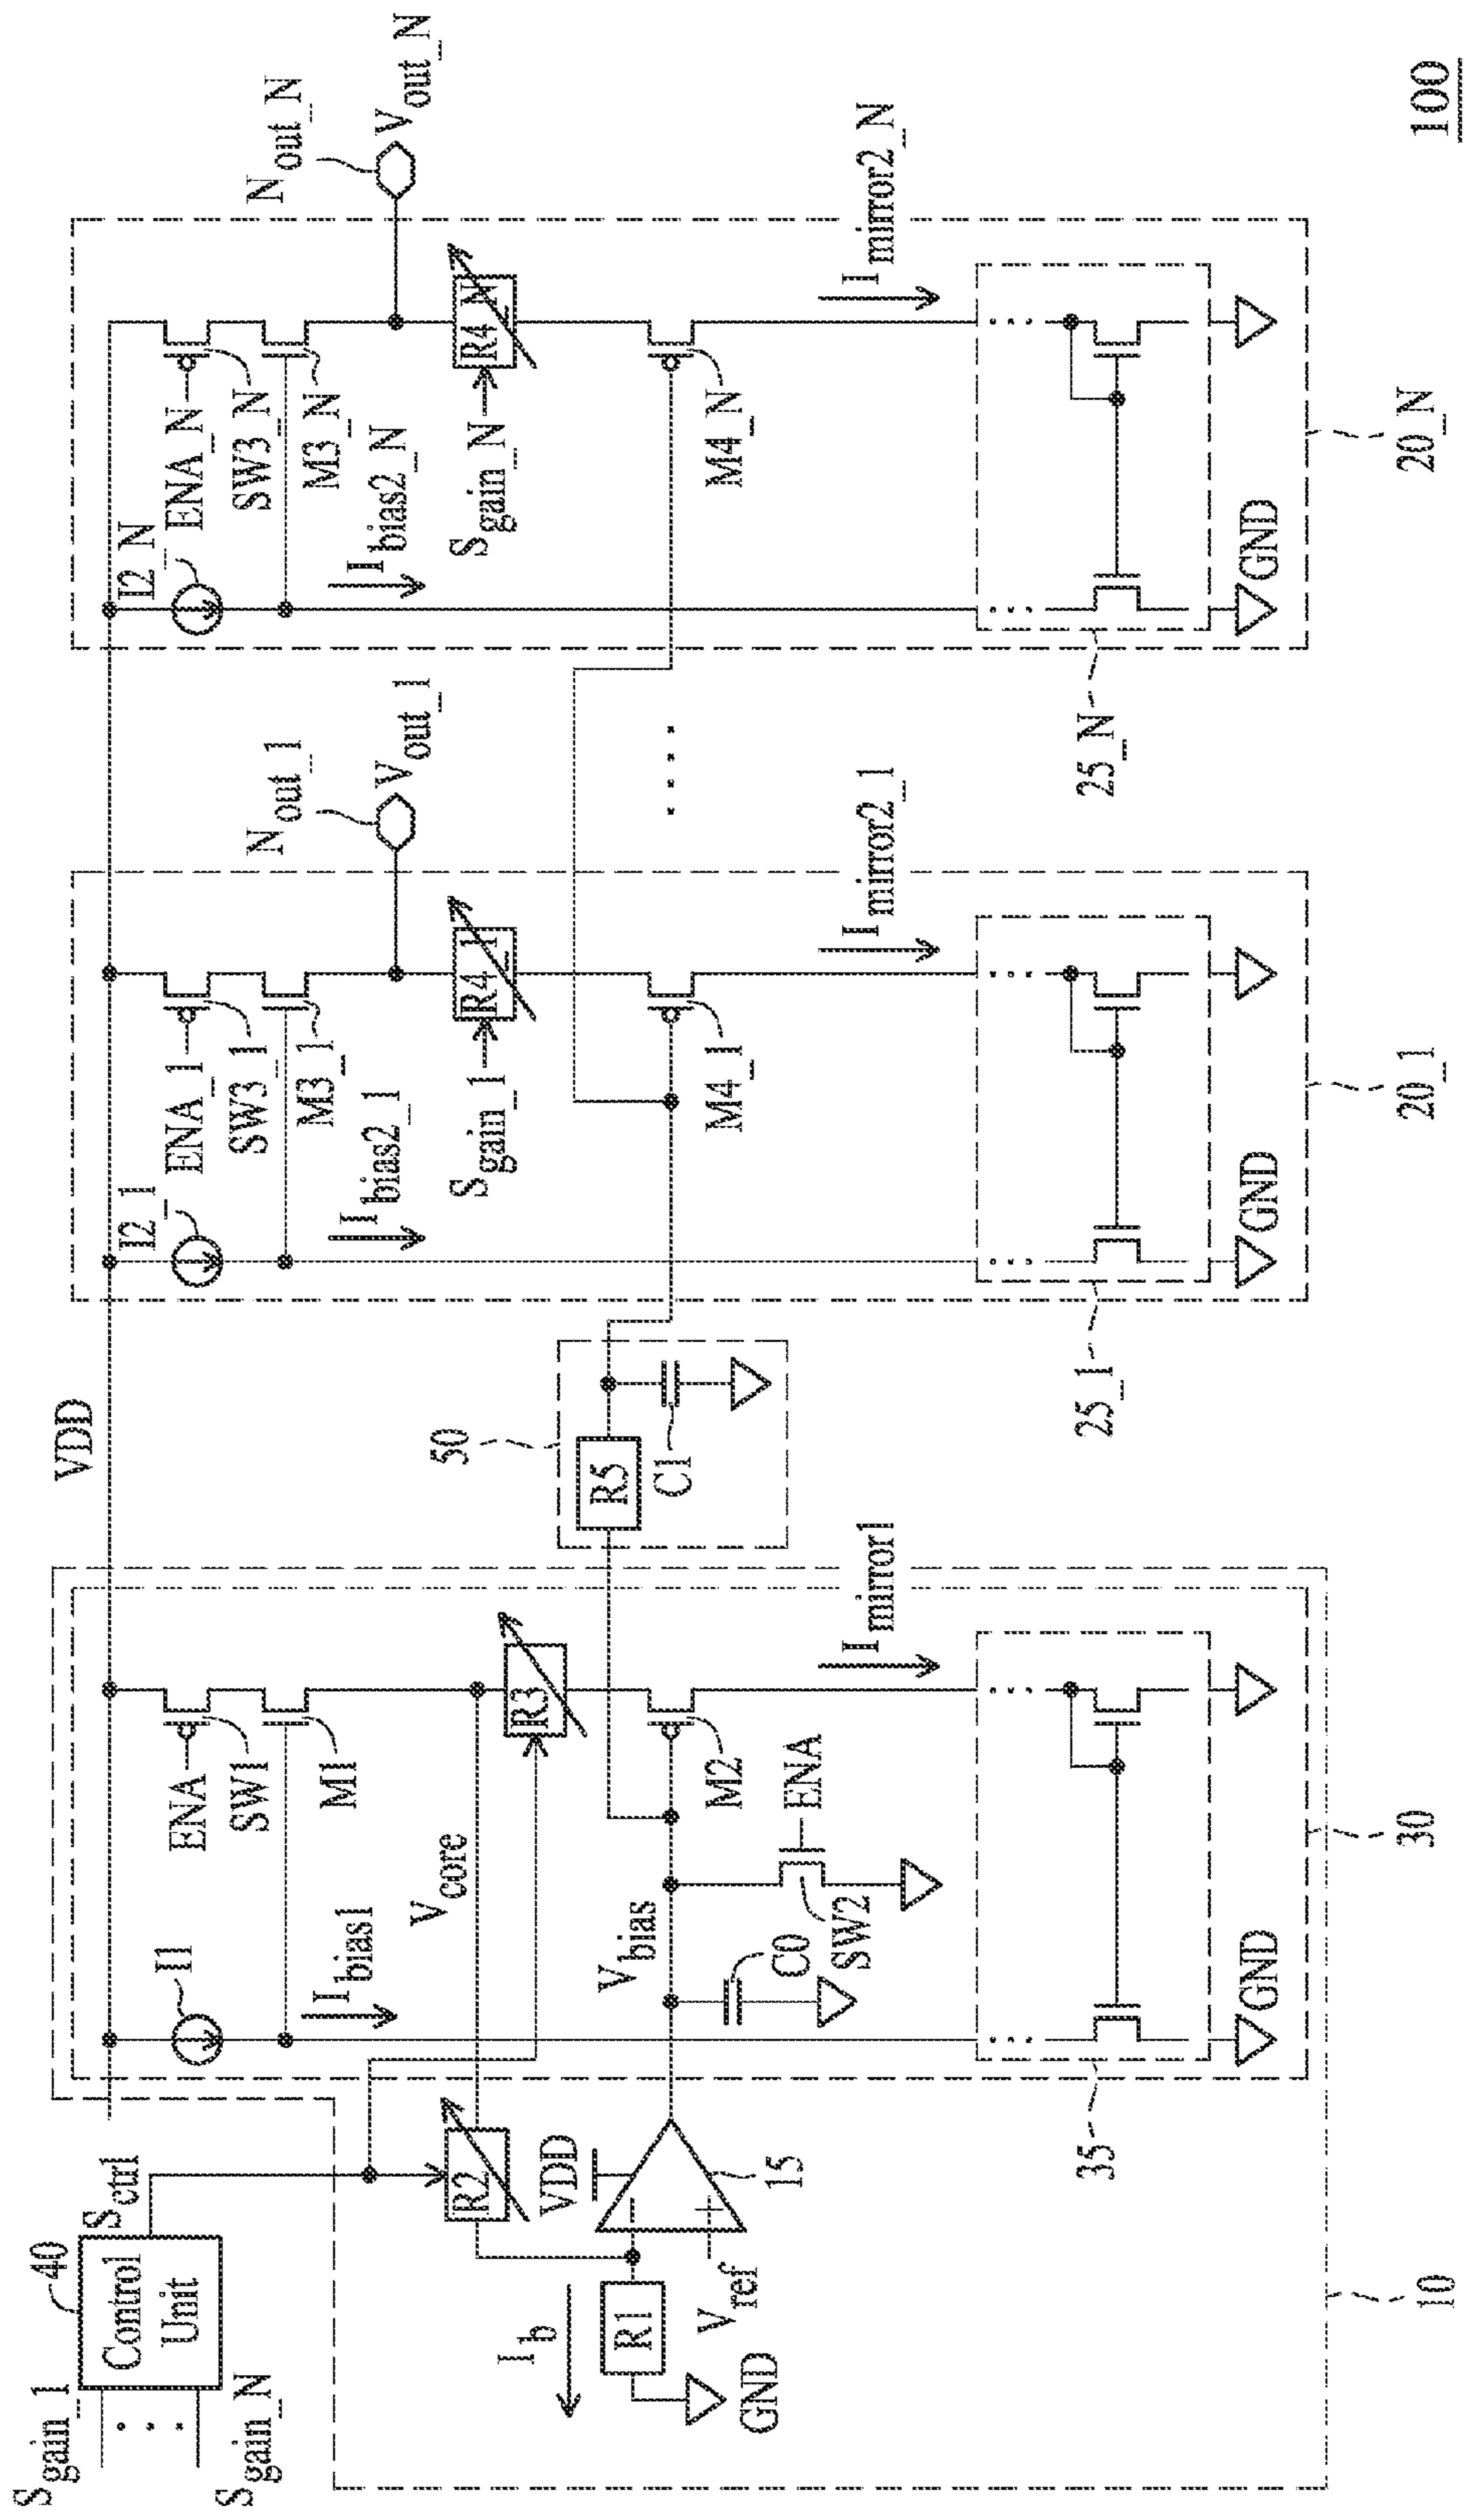 100
S_gain_1
S_gain_N
40
Control
Unit
S_ctrl
VDD
I1
ENA
SW1
M1
I_bias1
V_core
R2
R3
VDD
15
V_ref
R1
I_b
GND
V_bias
C0
SW2
ENA
M2
I_mirror1
35
GND
30
10
50
R5
C1
I2_1
ENA_1
SW3_1
M3_1
I_bias2_1
N_out_1
V_out_1
S_gain_1
R4_1
M4_1
I_mirror2_1
25_1
GND
20_1
I2_N
ENA_N
SW3_N
M3_N
I_bias2_N
N_out_N
V_out_N
S_gain_N
R4_N
M4_N
I_mirror2_N
25_N
GND
20_N